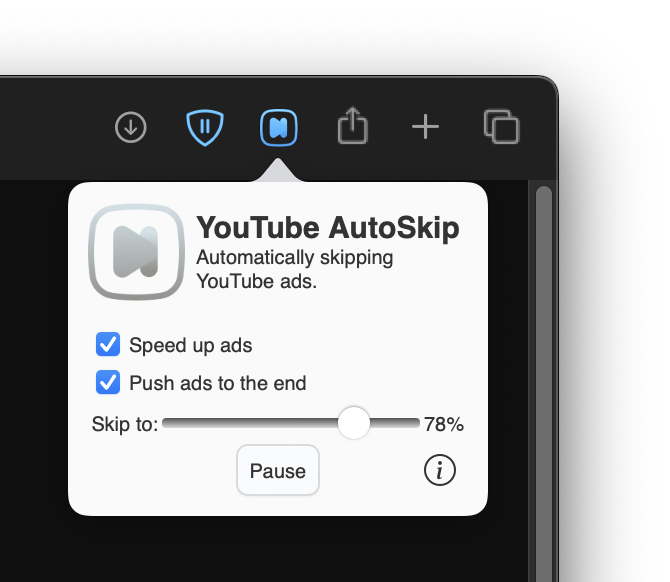 YouTube AutoSkip
Automatically skipping
YouTube ads.
Speed up ads
Push ads to the end
Skip to: 78%
Pause
i